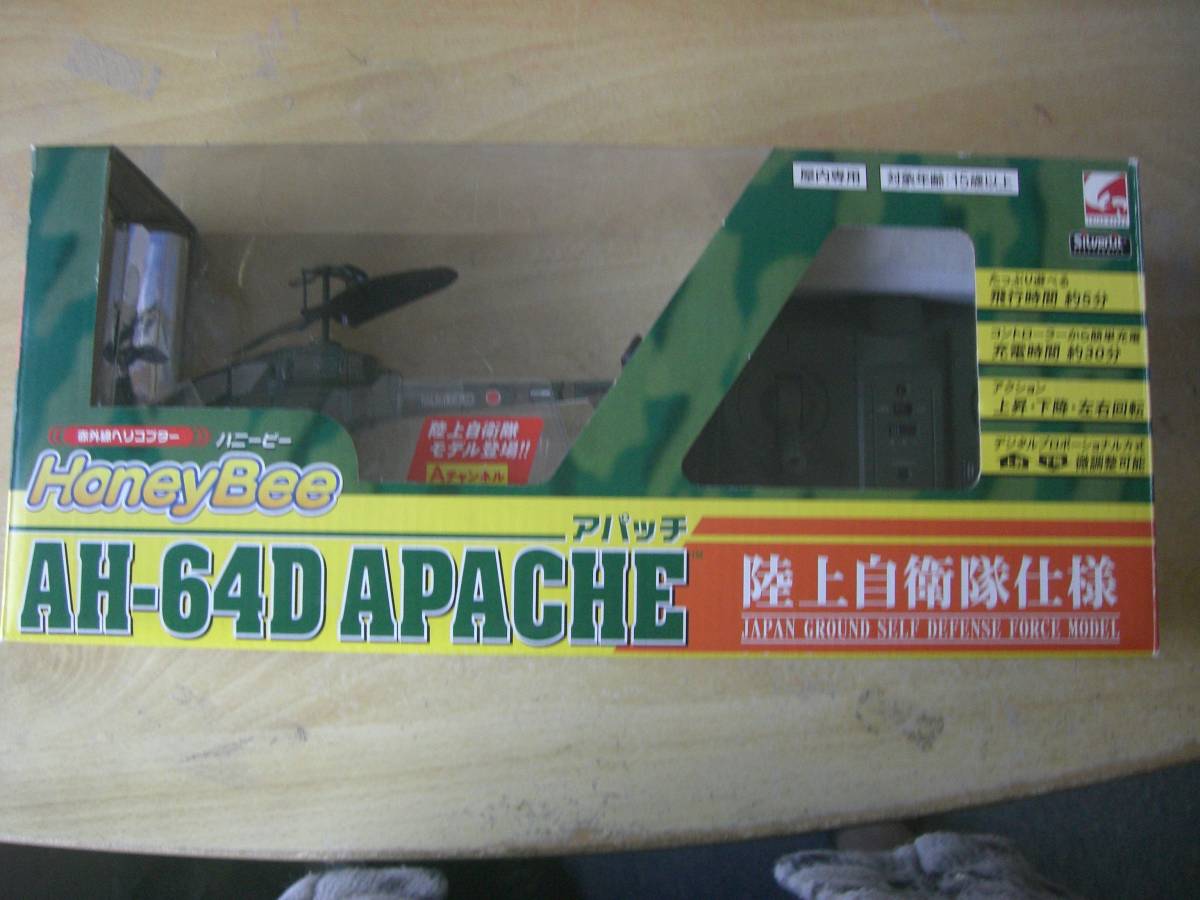 屋内専用
対象年齢:15歳以上
Silverlit
たっぷり遊べる
飛行時間 約5分
コントローラーから簡単充電
充電時間 約30分
アクション
上昇・下降・左右回転
デジタルプロポーショナル方式
微調整可能
陸上自衛隊
モデル登場!!
Aチャンネル
赤外線ヘリコプター
ハニービー
HoneyBee
アパッチ
AH-64D APACHE™
陸上自衛隊仕様
JAPAN GROUND SELF DEFENSE FORCE MODEL